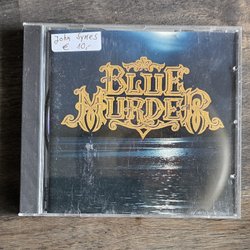 John Sykes
€ 10,-
BLUE
MURDER